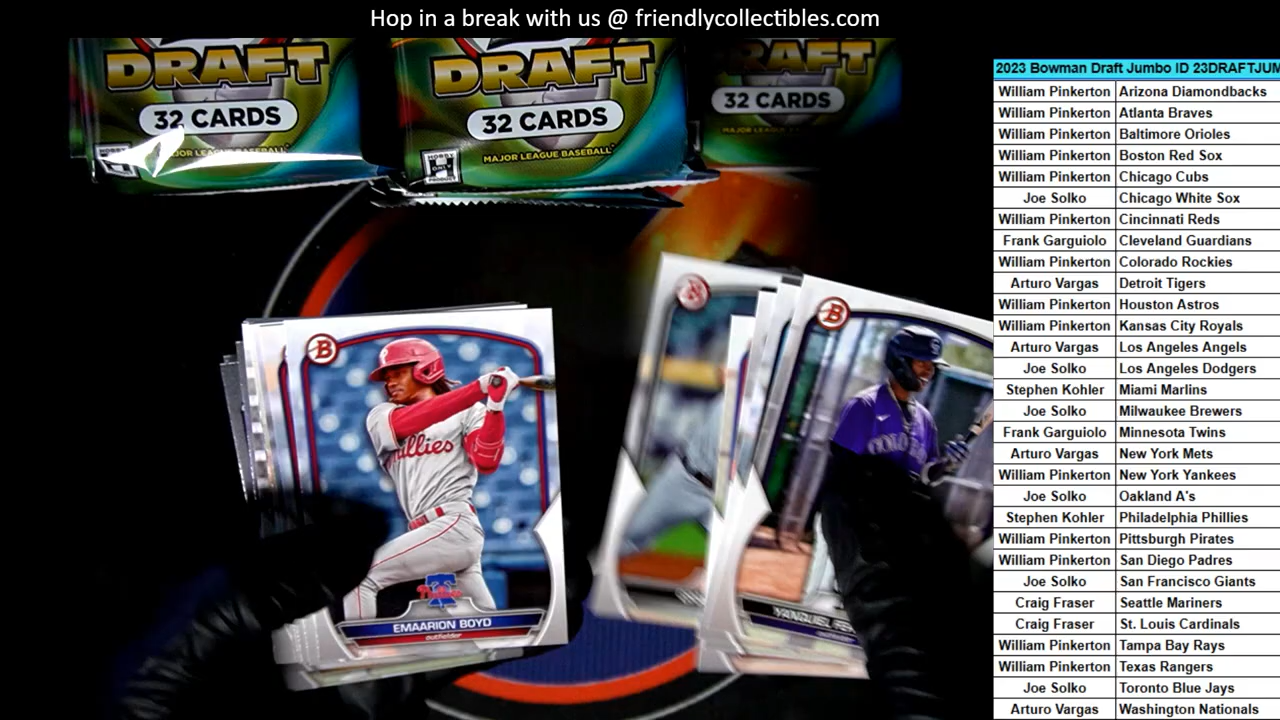 Hop in a break with us @ friendlycollectibles.com
DRAFT
32 CARDS
DRAFT
32 CARDS
MAJOR LEAGUE BASEBALL
HOBBY
ONLY
PRODUCT
DRAFT
32 CARDS
B
Phillies
Phillies
EMAARION BOYD
outfielder
B
2023 Bowman Draft Jumbo ID 23DRAFTJUM
William Pinkerton Arizona Diamondbacks
William Pinkerton Atlanta Braves
William Pinkerton Baltimore Orioles
William Pinkerton Boston Red Sox
William Pinkerton Chicago Cubs
Joe Solko Chicago White Sox
William Pinkerton Cincinnati Reds
Frank Garguiolo Cleveland Guardians
William Pinkerton Colorado Rockies
Arturo Vargas Detroit Tigers
William Pinkerton Houston Astros
William Pinkerton Kansas City Royals
Arturo Vargas Los Angeles Angels
Joe Solko Los Angeles Dodgers
Stephen Kohler Miami Marlins
Joe Solko Milwaukee Brewers
Frank Garguiolo Minnesota Twins
Arturo Vargas New York Mets
William Pinkerton New York Yankees
Joe Solko Oakland A's
Stephen Kohler Philadelphia Phillies
William Pinkerton Pittsburgh Pirates
William Pinkerton San Diego Padres
Joe Solko San Francisco Giants
Craig Fraser Seattle Mariners
Craig Fraser St. Louis Cardinals
William Pinkerton Tampa Bay Rays
William Pinkerton Texas Rangers
Joe Solko Toronto Blue Jays
Arturo Vargas Washington Nationals